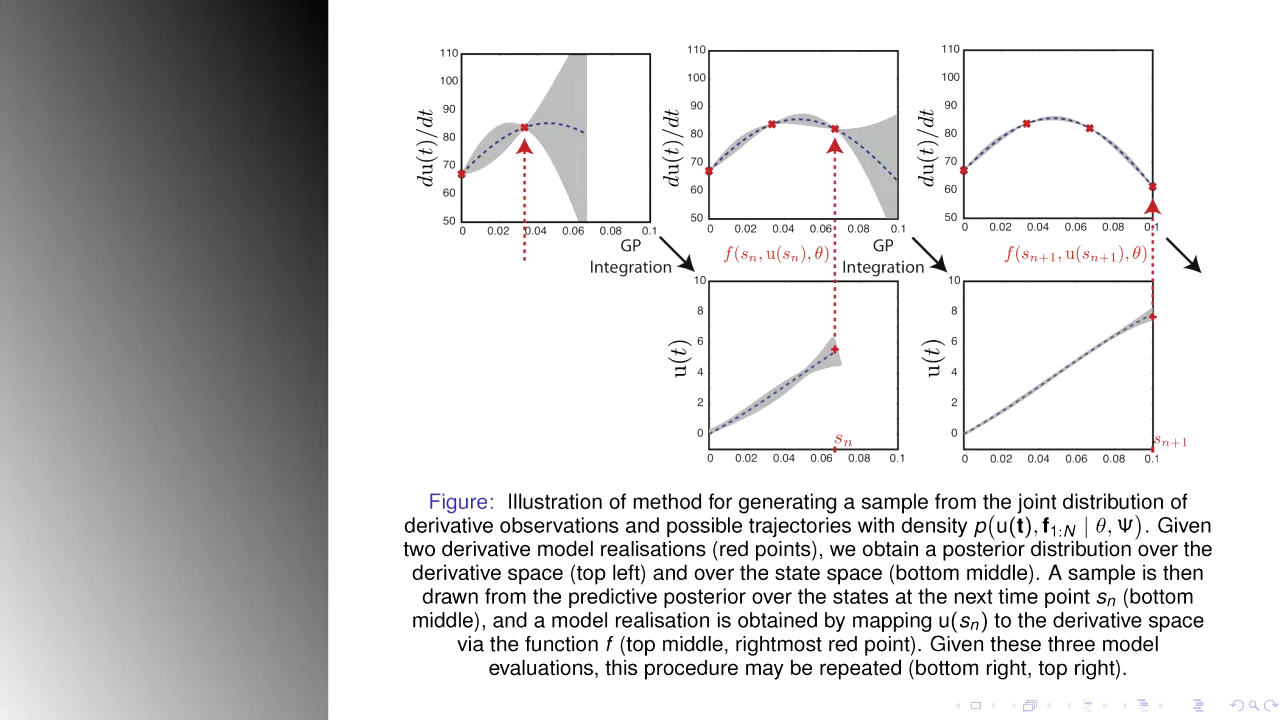 110
100
90
80
70
60
50
du(t)/dt
0 0.02 0.04 0.06 0.08 0.1
110
100
90
80
70
60
50
du(t)/dt
0 0.02 0.04 0.06 0.08 0.1
110
100
90
80
70
60
50
du(t)/dt
0 0.02 0.04 0.06 0.08 0.1
GP
Integration
f(sₙ, u(sₙ), θ)
GP
Integration
f(sₙ₊₁, u(sₙ₊₁), θ)
10
8
6
4
2
0
u(t)
sₙ
0 0.02 0.04 0.06 0.08 0.1
10
8
6
4
2
0
u(t)
sₙ₊₁
0 0.02 0.04 0.06 0.08 0.1
Figure: Illustration of method for generating a sample from the joint distribution of
derivative observations and possible trajectories with density p(u(t), f₁:N | θ, Ψ). Given
two derivative model realisations (red points), we obtain a posterior distribution over the
derivative space (top left) and over the state space (bottom middle). A sample is then
drawn from the predictive posterior over the states at the next time point sₙ (bottom
middle), and a model realisation is obtained by mapping u(sₙ) to the derivative space
via the function f (top middle, rightmost red point). Given these three model
evaluations, this procedure may be repeated (bottom right, top right).